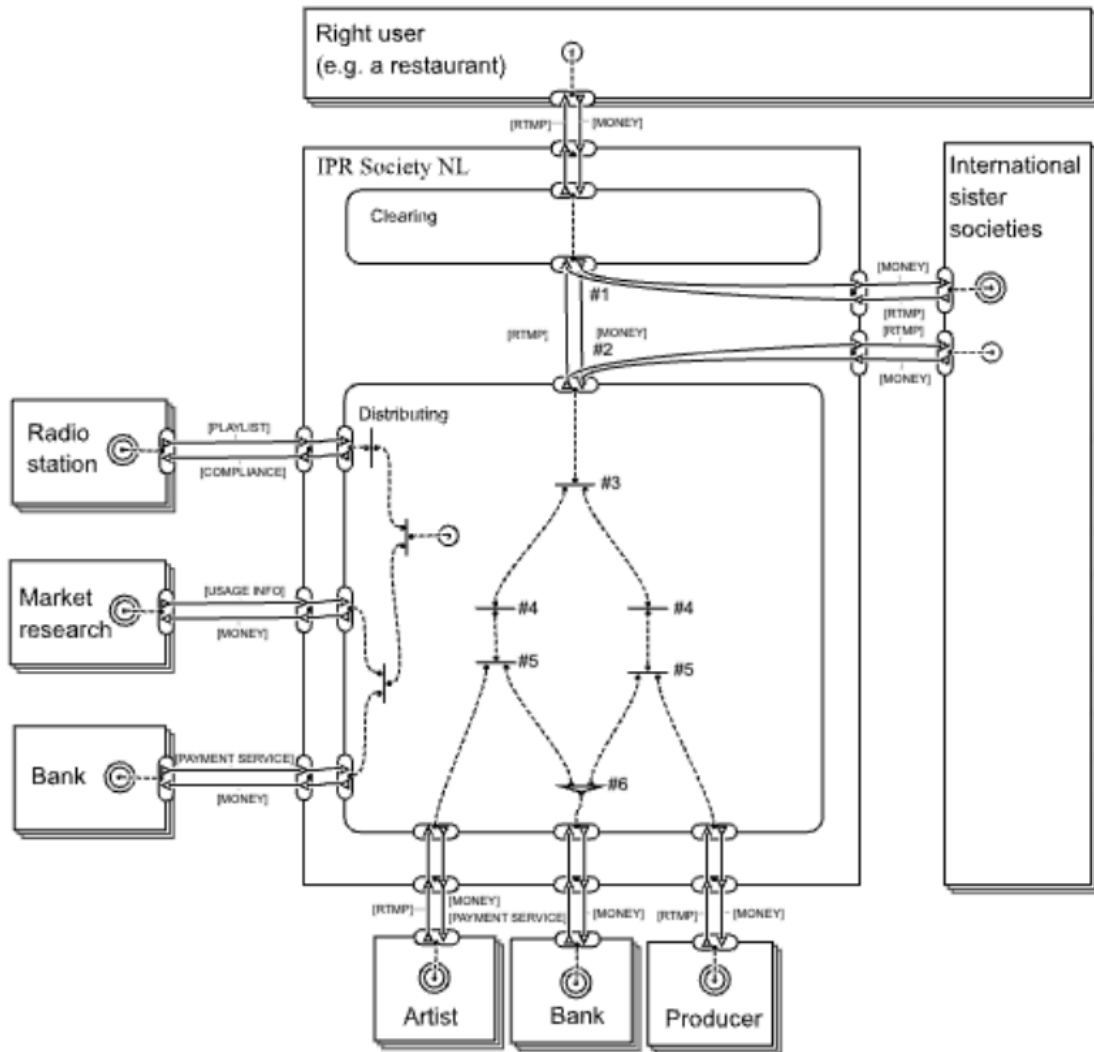 Right user
(e.g. a restaurant)
[RTMP]
[MONEY]
IPR Society NL
International
sister
societies
Clearing
[MONEY]
#1
[RTMP]
[RTMP]
[MONEY]
[RTMP]
#2
[MONEY]
Distributing
Radio
station
[PLAYLIST]
[COMPLIANCE]
#3
Market
research
[USAGE INFO]
[MONEY]
#4
#4
#5
#5
Bank
[PAYMENT SERVICE]
[MONEY]
#6
[RTMP]
[MONEY]
[PAYMENT SERVICE]
[MONEY]
[RTMP]
[MONEY]
Artist
Bank
Producer